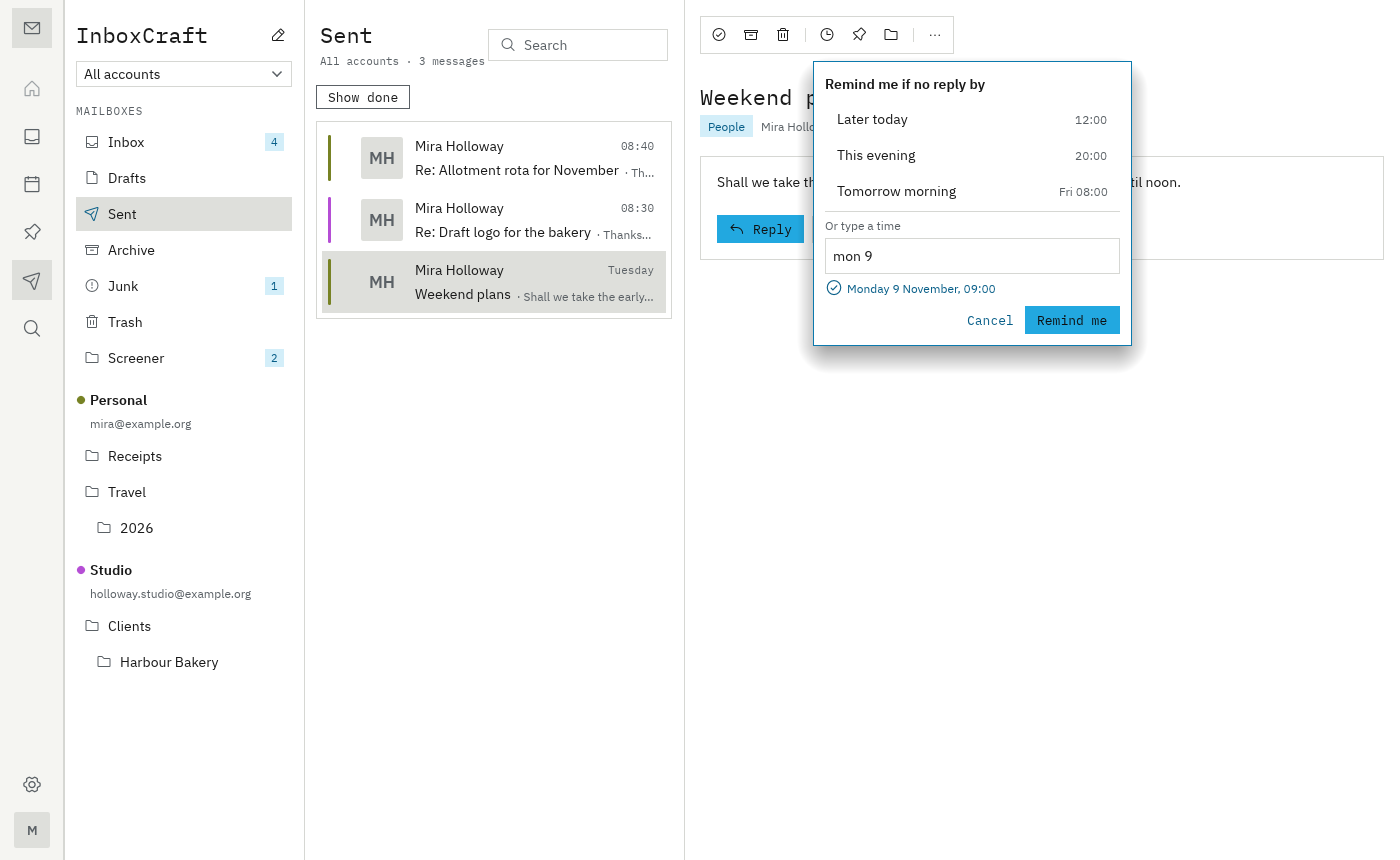 InboxCraft
All accounts
MAILBOXES
Inbox 4
Drafts
Sent
Archive
Junk 1
Trash
Screener 2
Personal
mira@example.org
Receipts
Travel
2026
Studio
holloway.studio@example.org
Clients
Harbour Bakery
M
Sent
All accounts · 3 messages
Search
Show done
MH
Mira Holloway 08:40
Re: Allotment rota for November · Th...
MH
Mira Holloway 08:30
Re: Draft logo for the bakery · Thanks...
MH
Mira Holloway Tuesday
Weekend plans · Shall we take the early...
Weekend
People
Mira
Shall we take
noon.
Reply
Remind me if no reply by
Later today 12:00
This evening 20:00
Tomorrow morning Fri 08:00
Or type a time
mon 9
Monday 9 November, 09:00
Cancel
Remind me